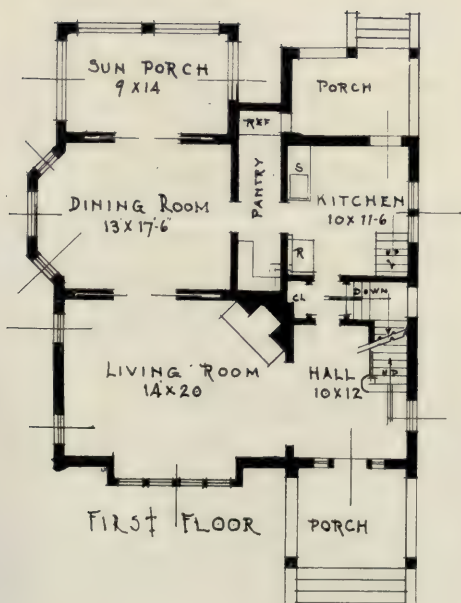 SUN PORCH
9 X 14
PORCH
REF
PANTRY
S
KITCHEN
10 X 11-6
DINING ROOM
13 X 17-6
UP
R
CL
DOWN
LIVING ROOM
14 X 20
HALL
10 X 12
UP
FIRST FLOOR
PORCH